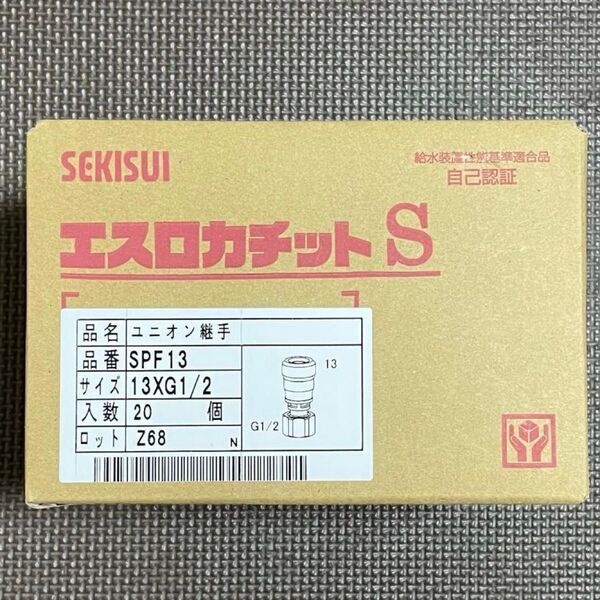 SEKISUI
給水装置性能基準適合品
自己認証
エスロカチットS
品名 ユニオン継手
品番 SPF13
サイズ 13XG1/2
入数 20 個
ロット Z68 N
13
G1/2